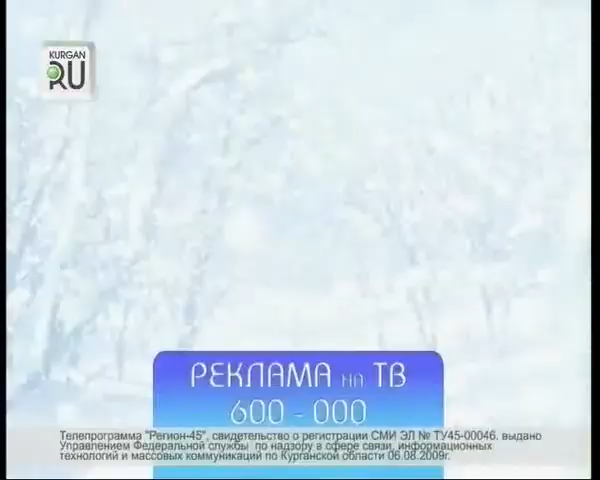 KURGAN
RU
РЕКЛАМА НА ТВ
600 - 000
Телепрограмма "Регион-45", свидетельство о регистрации СМИ ЭЛ № ТУ45-00046. выдано
Управлением Федеральной службы по надзору в сфере связи, информационных
технологий и массовых коммуникаций по Курганской области 06.08.2009г.